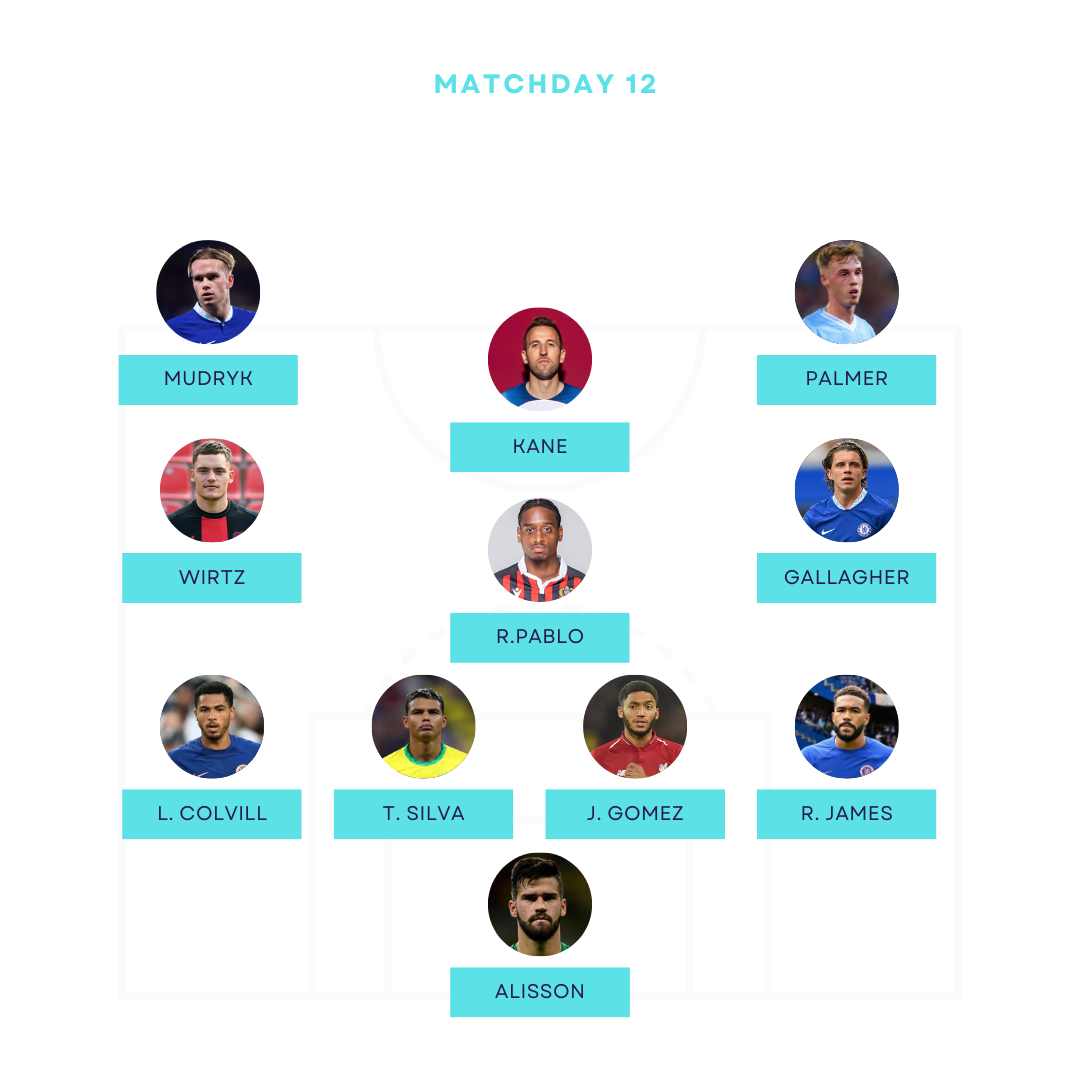 MATCHDAY 12
MUDRYK
PALMER
KANE
WIRTZ
GALLAGHER
R.PABLO
L. COLVILL
T. SILVA
J. GOMEZ
R. JAMES
ALISSON